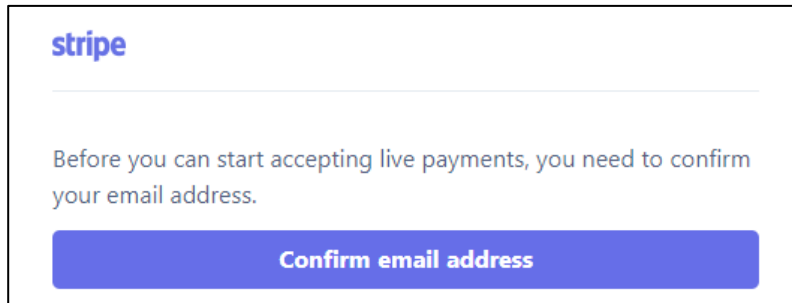 stripe
Before you can start accepting live payments, you need to confirm
your email address.
Confirm email address